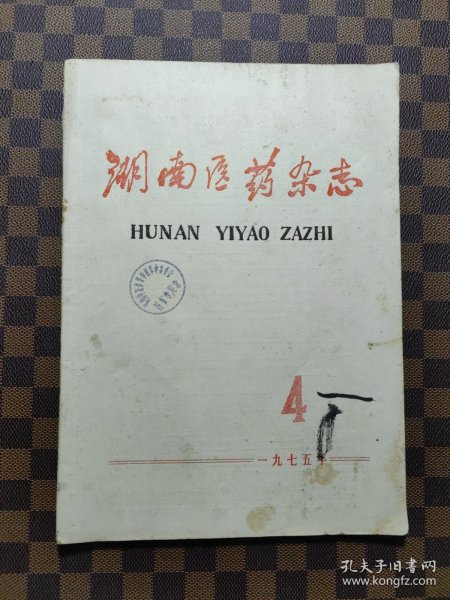 湖南医药杂志
HUNAN YIYAO ZAZHI
4
一九七五年
孔夫子旧书网
www.kongfz.com